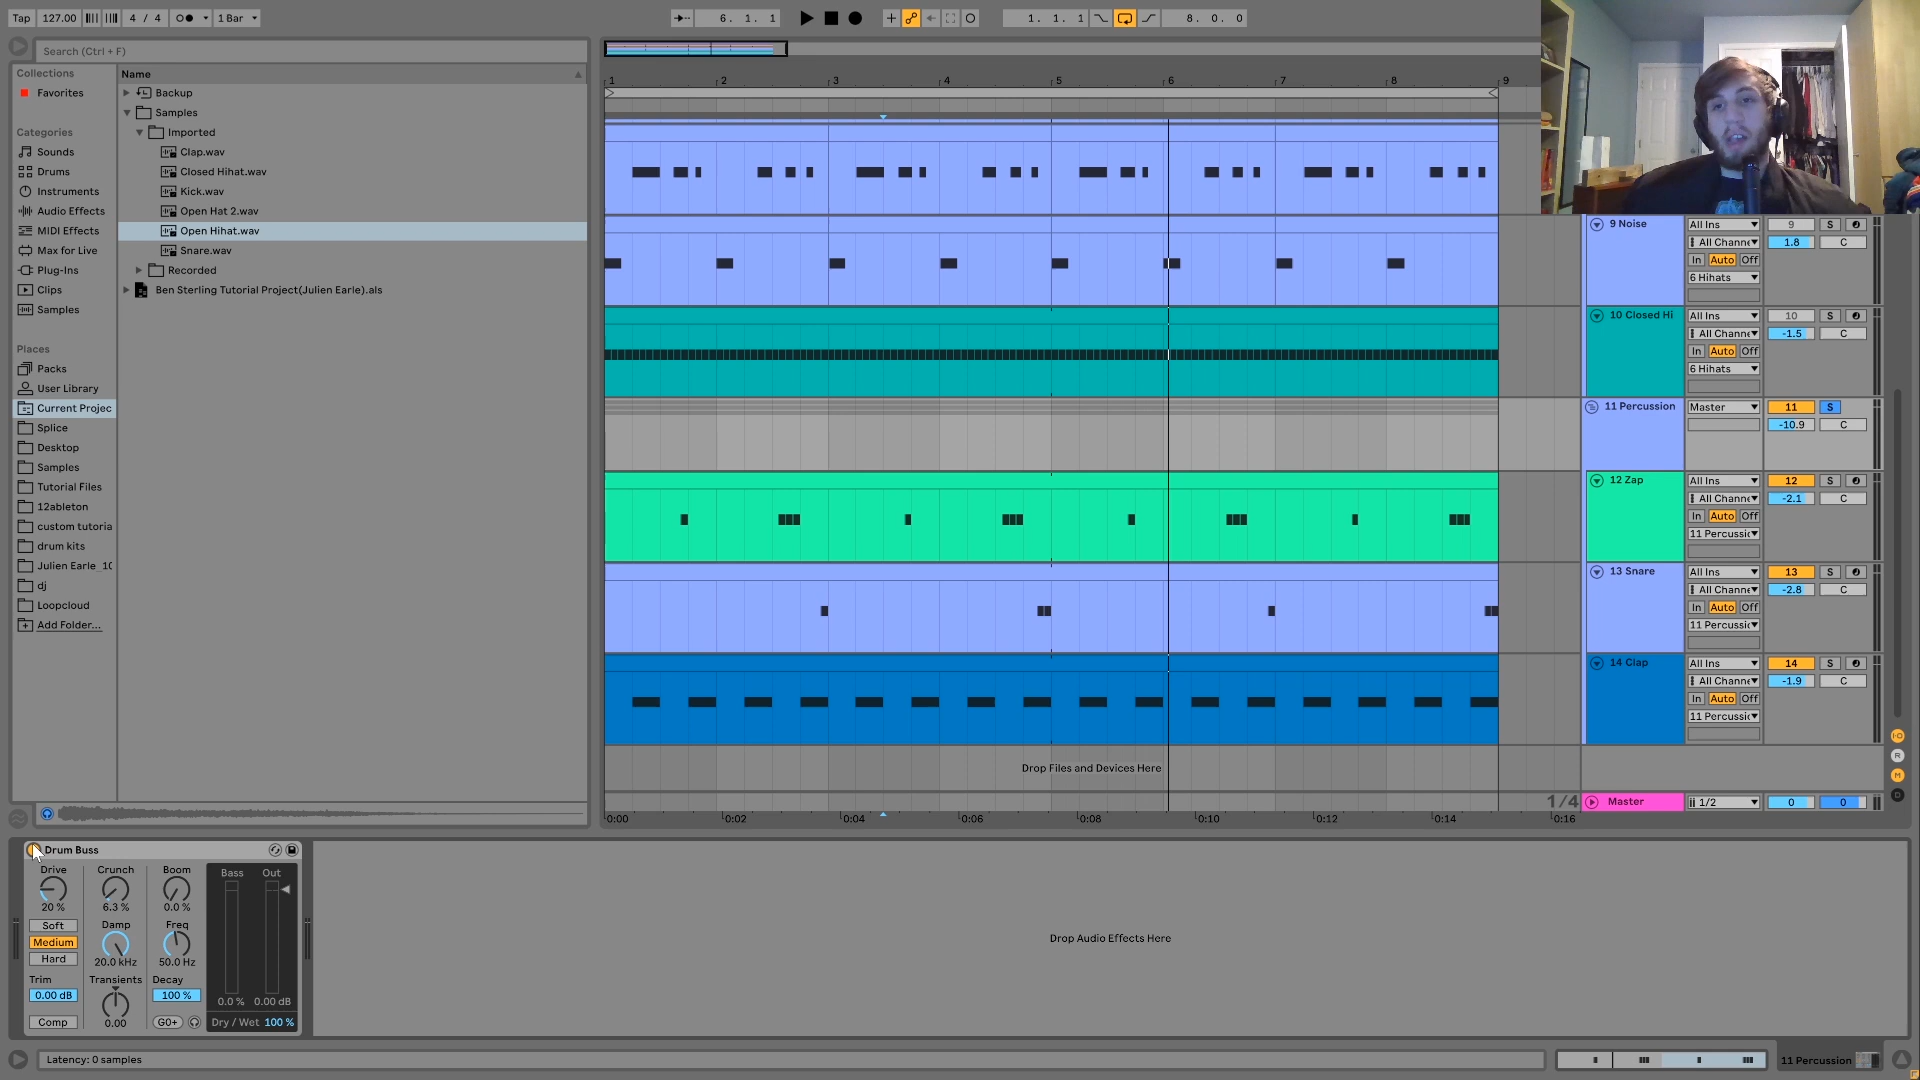 Tap 127.00 4 / 4 1 Bar 6. 1. 1 1. 1. 1 8. 0. 0
Search (Ctrl + F)
Collections
Favorites
Categories
Sounds
Drums
Instruments
Audio Effects
MIDI Effects
Max for Live
Plug-Ins
Clips
Samples
Places
Packs
User Library
Current Projec
Splice
Desktop
Samples
Tutorial Files
12ableton
custom tutoria
drum kits
Julien Earle_10
dj
Loopcloud
Add Folder...
Name
Backup
Samples
Imported
Clap.wav
Closed Hihat.wav
Kick.wav
Open Hat 2.wav
Open Hihat.wav
Snare.wav
Recorded
Ben Sterling Tutorial Project(Julien Earle).als
1 2 3 4 5 6 7 8 9
9 Noise All Ins 9 S
All Channe 1.8 C
In Auto Off
6 Hihats
10 Closed Hi All Ins 10 S
All Channe -1.5 C
In Auto Off
6 Hihats
11 Percussion Master 11 S
-10.9 C
12 Zap All Ins 12 S
All Channe -2.1 C
In Auto Off
11 Percussic
13 Snare All Ins 13 S
All Channe -2.8 C
In Auto Off
11 Percussic
14 Clap All Ins 14 S
All Channe -1.9 C
In Auto Off
11 Percussic
Drop Files and Devices Here
1/4 Master 1/2 0 0
0:00 0:02 0:04 0:06 0:08 0:10 0:12 0:14 0:16
I·O
R
M
D
Drum Buss
Drive Crunch Boom Bass Out
20 % 6.3 % 0.0 %
Soft Damp Freq
Medium
Hard 20.0 kHz 50.0 Hz
Trim Transients Decay
0.00 dB 100 %
0.0 % 0.00 dB
Comp 0.00 G0+ Dry / Wet 100 %
Drop Audio Effects Here
Latency: 0 samples
11 Percussion